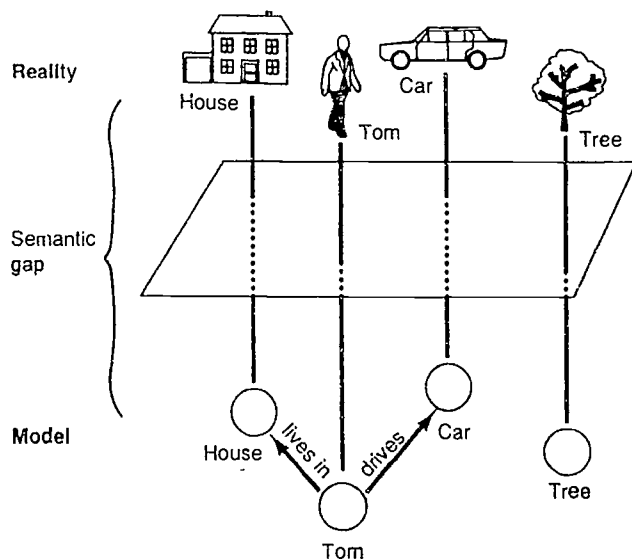 Reality
House
Tom
Car
Tree
Semantic
gap
Model
House
lives in
drives
Car
Tree
Tom